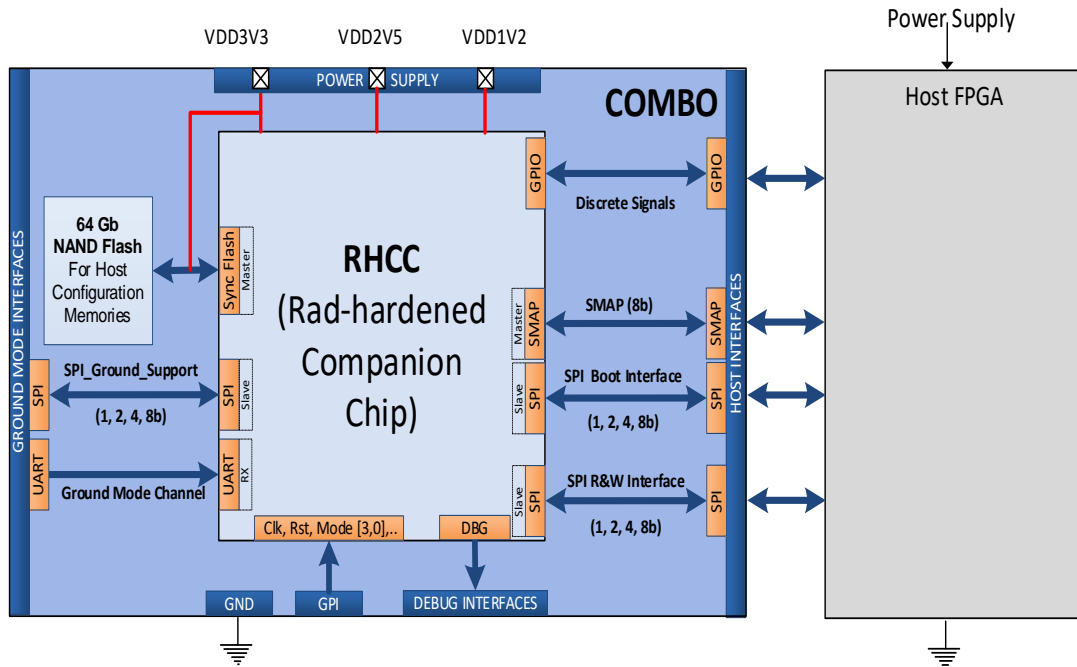 Power Supply
VDD3V3
VDD2V5
VDD1V2
POWER SUPPLY
COMBO
Host FPGA
GROUND MODE INTERFACES
64 Gb
NAND Flash
For Host
Configuration
Memories
Sync Flash
Master
RHCC
(Rad-hardened
Companion
Chip)
GPIO
Discrete Signals
GPIO
HOST INTERFACES
Master
SMAP
SMAP (8b)
SMAP
SPI
SPI_Ground_Support
(1, 2, 4, 8b)
SPI
Slave
Slave
SPI
SPI Boot Interface
(1, 2, 4, 8b)
SPI
UART
Ground Mode Channel
UART
RX
Slave
SPI
SPI R&W Interface
(1, 2, 4, 8b)
SPI
Clk, Rst, Mode [3,0],..
DBG
GND
GPI
DEBUG INTERFACES